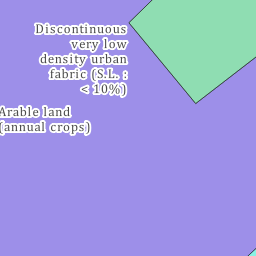 Discontinuous
very low
density urban
fabric (S.L. :
< 10%)
Arable land
(annual crops)